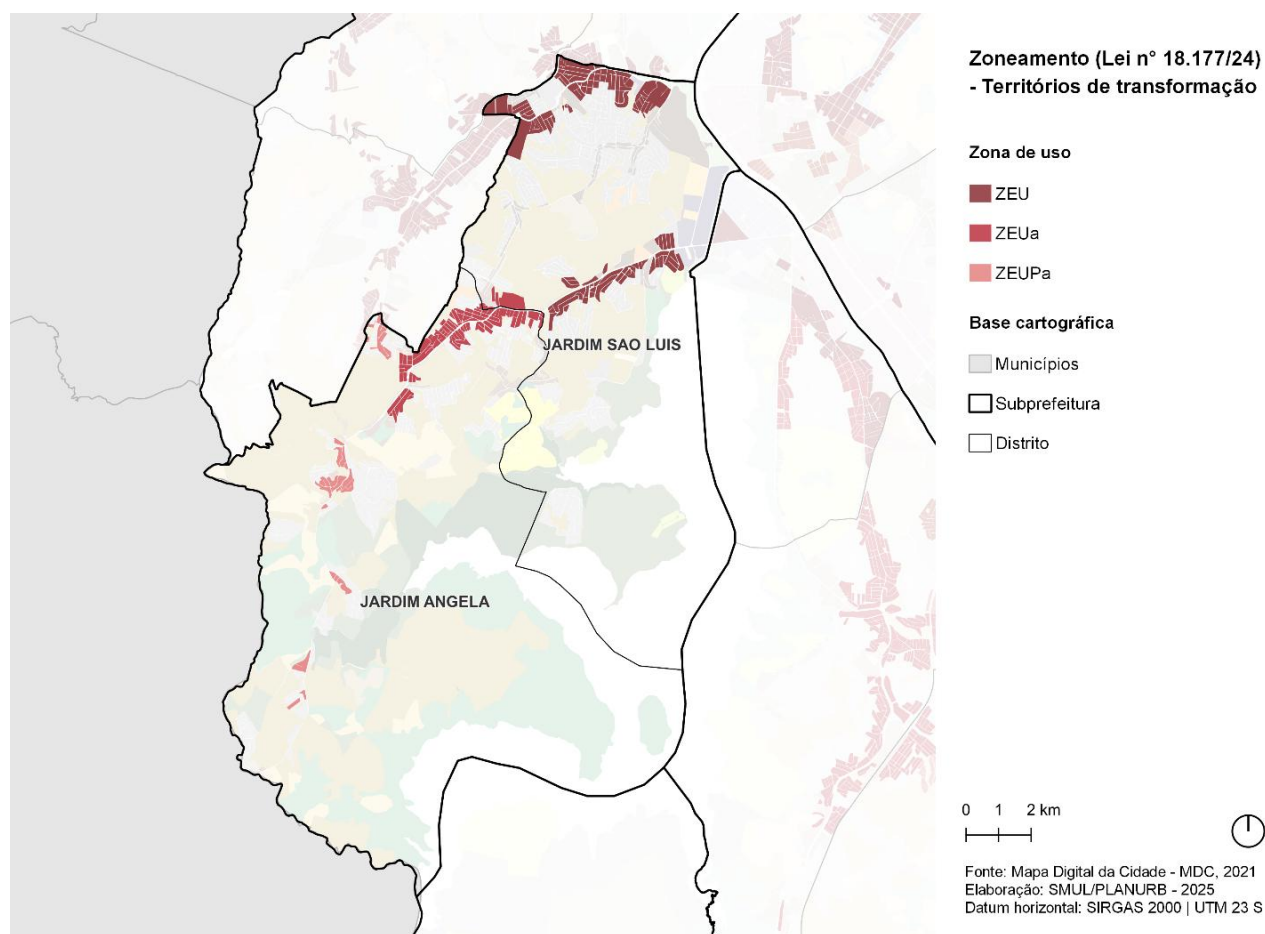 Zoneamento (Lei n° 18.177/24)
- Territórios de transformação
Zona de uso
ZEU
ZEUa
ZEUPa
Base cartográfica
Municípios
Subprefeitura
Distrito
JARDIM SAO LUIS
JARDIM ANGELA
0 1 2 km
Fonte: Mapa Digital da Cidade - MDC, 2021
Elaboração: SMUL/PLANURB - 2025
Datum horizontal: SIRGAS 2000 | UTM 23 S